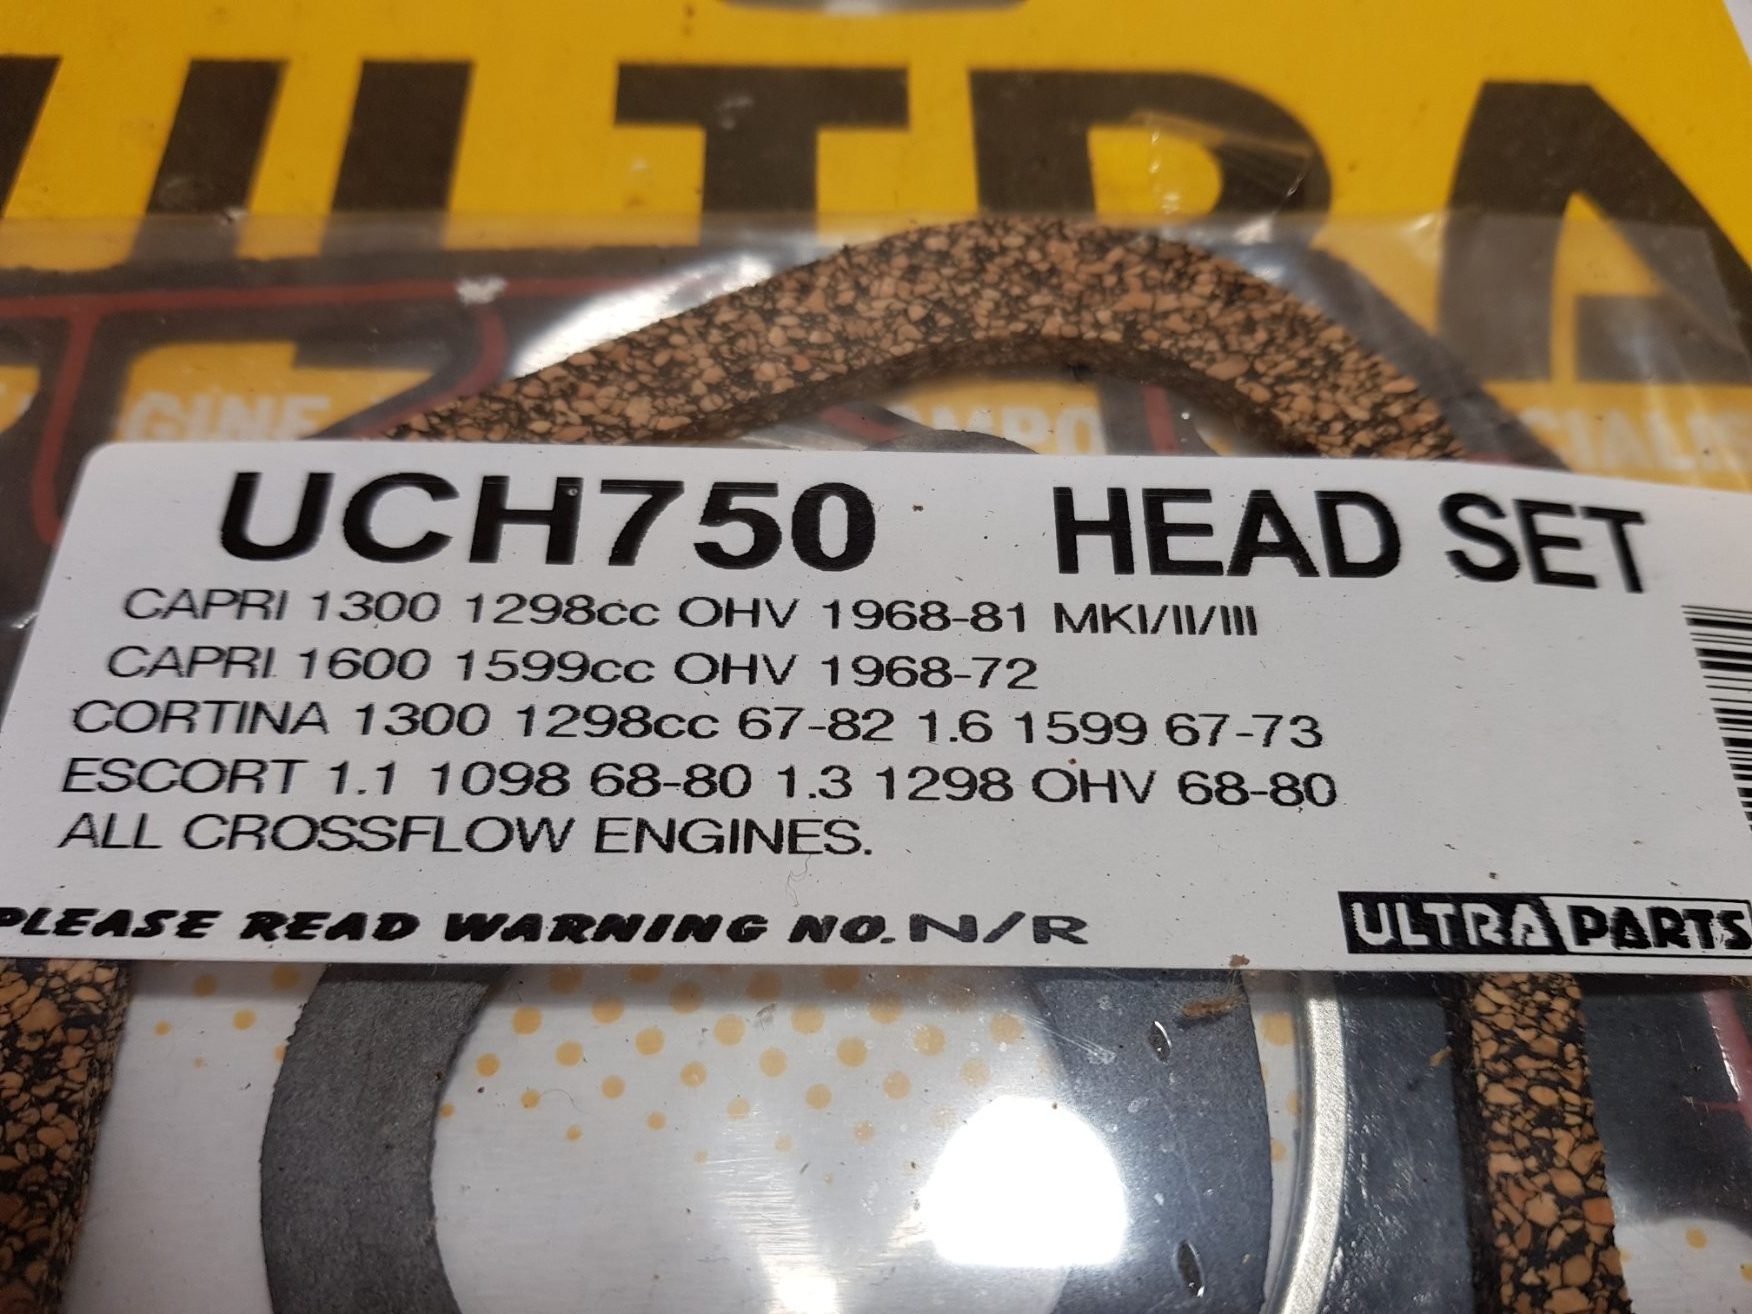 ULTRA
UCH750 HEAD SET
CAPRI 1300 1298cc OHV 1968-81 MKI/II/III
CAPRI 1600 1599cc OHV 1968-72
CORTINA 1300 1298cc 67-82 1.6 1599 67-73
ESCORT 1.1 1098 68-80 1.3 1298 OHV 68-80
ALL CROSSFLOW ENGINES.
PLEASE READ WARNING NO. N/R
ULTRA PARTS